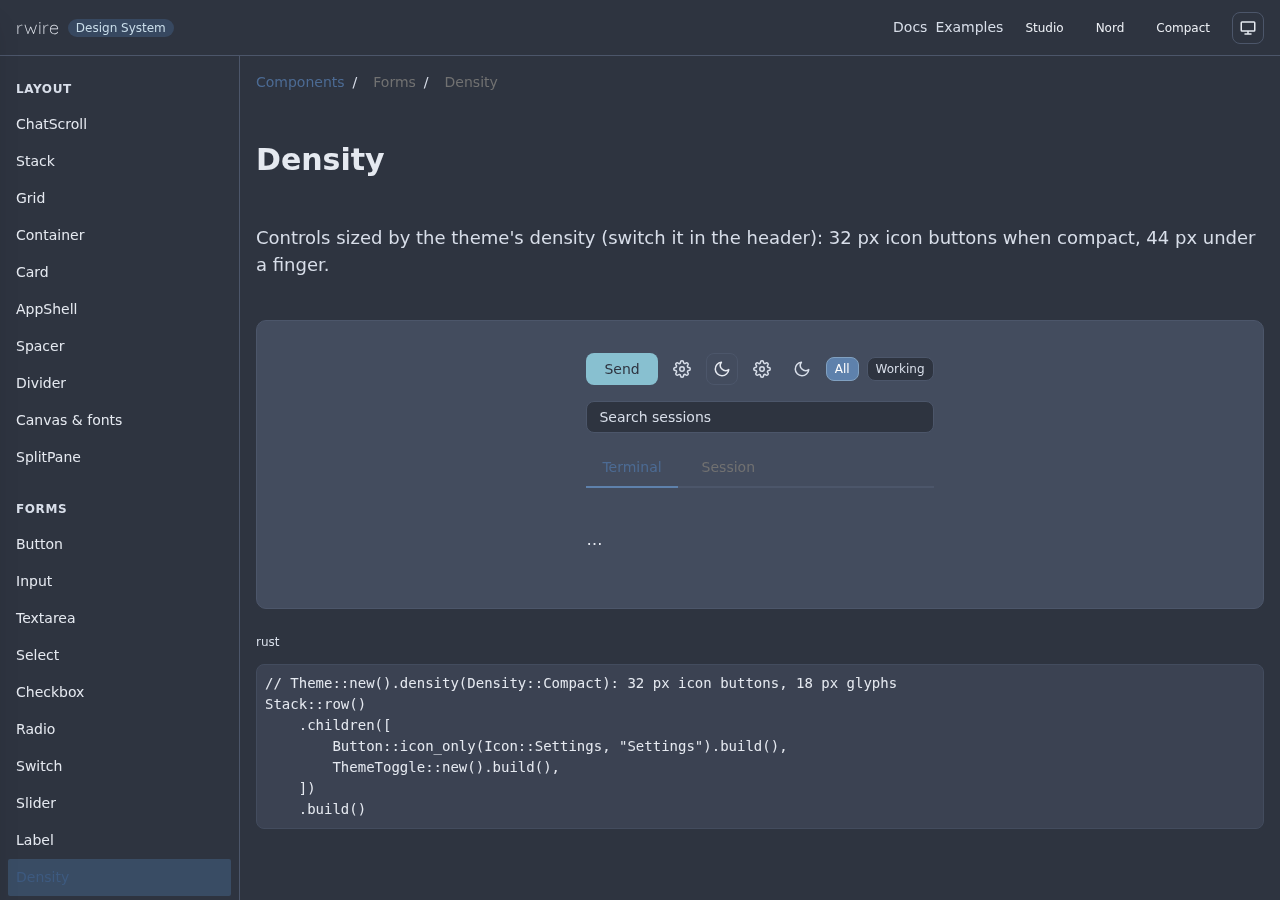 rwire Design System Docs Examples Studio Nord Compact
LAYOUT
ChatScroll
Stack
Grid
Container
Card
AppShell
Spacer
Divider
Canvas & fonts
SplitPane
FORMS
Button
Input
Textarea
Select
Checkbox
Radio
Switch
Slider
Label
Density
Components / Forms / Density
Density
Controls sized by the theme's density (switch it in the header): 32 px icon buttons when compact, 44 px under
a finger.
Send All Working
Search sessions
Terminal Session
...
rust
// Theme::new().density(Density::Compact): 32 px icon buttons, 18 px glyphs
Stack::row()
    .children([
        Button::icon_only(Icon::Settings, "Settings").build(),
        ThemeToggle::new().build(),
    ])
    .build()